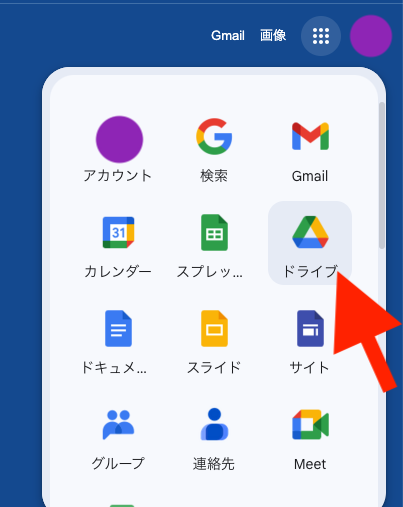 Gmail 画像
アカウント 検索 Gmail
31
カレンダー スプレッ... ドライブ
ドキュメ... スライド サイト
グループ 連絡先 Meet